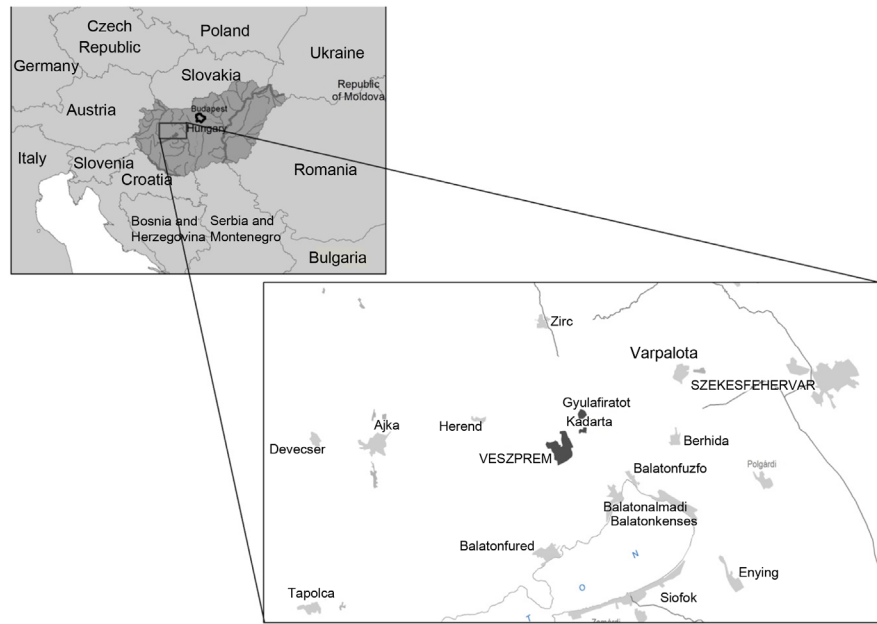 Czech
Republic
Poland
Ukraine
Germany
Slovakia
Republic
of Moldova
Austria
Budapest
Hungary
Italy
Slovenia
Croatia
Romania
Bosnia and
Herzegovina
Serbia and
Montenegro
Bulgaria
Zirc
Varpalota
SZEKESFEHERVAR
Gyulafiratot
Kadarta
Ajka
Herend
Devecser
VESZPREM
Berhida
Balatonfuzfo
Polgárdi
Balatonalmadi
Balatonkenses
Balatonfured
N
O
T
Enying
Tapolca
Siofok